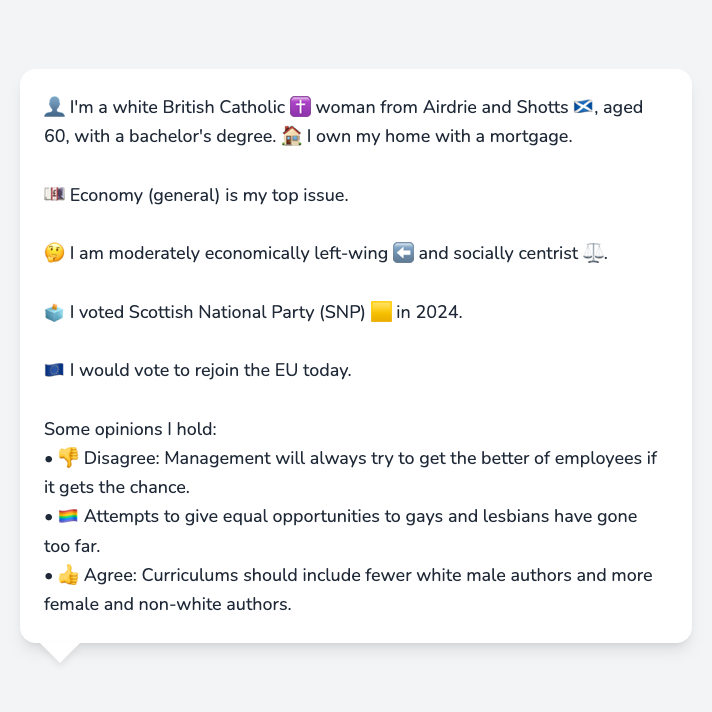 👤 I'm a white British Catholic ✝️ woman from Airdrie and Shotts 🏴󠁧󠁢󠁳󠁣󠁴󠁿, aged
60, with a bachelor's degree. 🏠 I own my home with a mortgage.
💷 Economy (general) is my top issue.
🤔 I am moderately economically left-wing ⬅️ and socially centrist ⚖️.
🗳️ I voted Scottish National Party (SNP) 🟨 in 2024.
🇪🇺 I would vote to rejoin the EU today.
Some opinions I hold:
• 👎 Disagree: Management will always try to get the better of employees if
it gets the chance.
• 🏳️‍🌈 Attempts to give equal opportunities to gays and lesbians have gone
too far.
• 👍 Agree: Curriculums should include fewer white male authors and more
female and non-white authors.